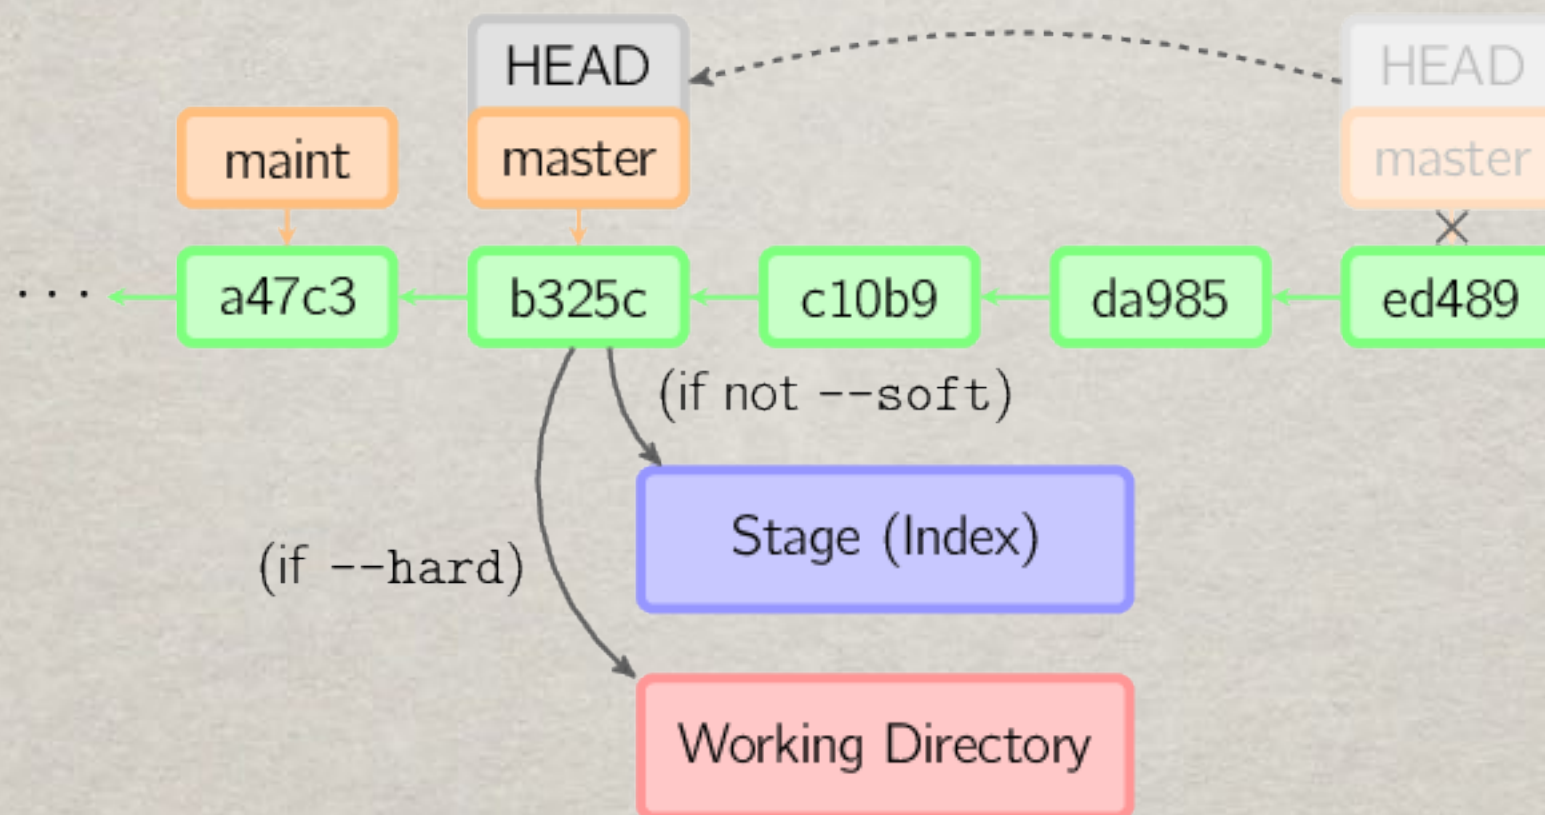 HEAD HEAD
maint master master
... a47c3 b325c c10b9 da985 ed489
(if not --soft)
Stage (Index)
(if --hard)
Working Directory